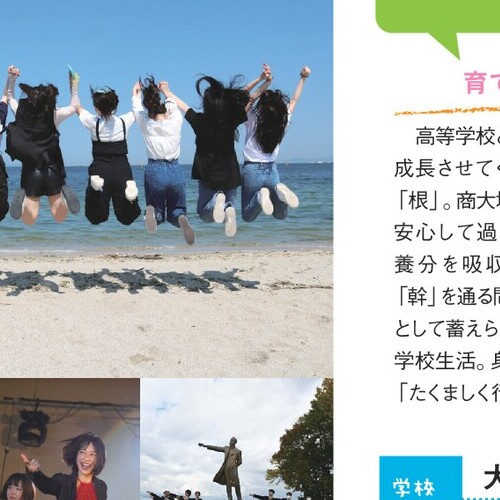 育て
高等学校
成長させて
「根」。商大
安心して過
養分を吸収
「幹」を通る
として蓄えら
学校生活。
「たくましく
学校